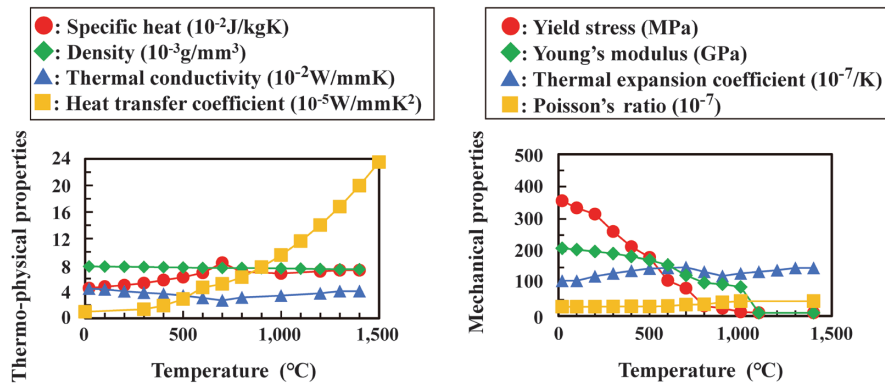 : Specific heat (10⁻²J/kgK)
: Density (10⁻³g/mm³)
: Thermal conductivity (10⁻²W/mmK)
: Heat transfer coefficient (10⁻⁵W/mmK²)
Thermo-physical properties
24
20
16
12
8
4
0
0
500
1,000
1,500
Temperature (℃)
: Yield stress (MPa)
: Young's modulus (GPa)
: Thermal expansion coefficient (10⁻⁷/K)
: Poisson's ratio (10⁻⁷)
Mechanical properties
500
400
300
200
100
0
0
500
1,000
1,500
Temperature (℃)